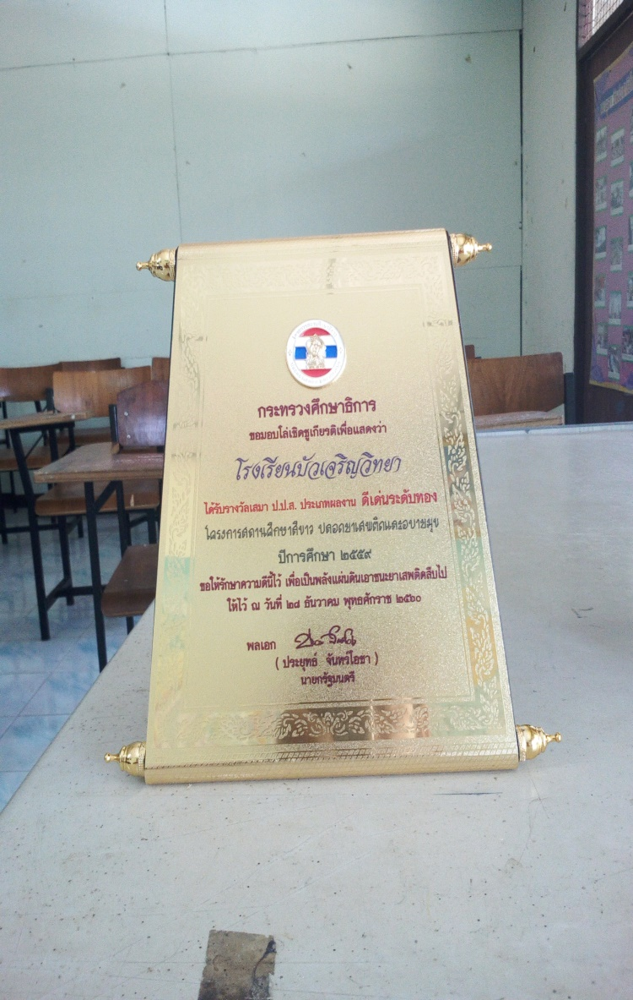 กระทรวงศึกษาธิการ
ขอมอบโล่เชิดชูเกียรติเพื่อแสดงว่า
โรงเรียนบัวเจริญวิทยา
ได้รับรางวัลเสมา ป.ป.ส. ประเภทผลงาน ดีเด่นระดับทอง
โครงการสถานศึกษาสีขาว ปลอดยาเสพติดและอบายมุข
ปีการศึกษา ๒๕๕๙
ขอให้รักษาความดีนี้ไว้ เพื่อเป็นพลังแผ่นดินเอาชนะยาเสพติดสืบไป
ให้ไว้ ณ วันที่ ๒๘ ธันวาคม พุทธศักราช ๒๕๖๐
พลเอก
( ประยุทธ์ จันทร์โอชา )
นายกรัฐมนตรี